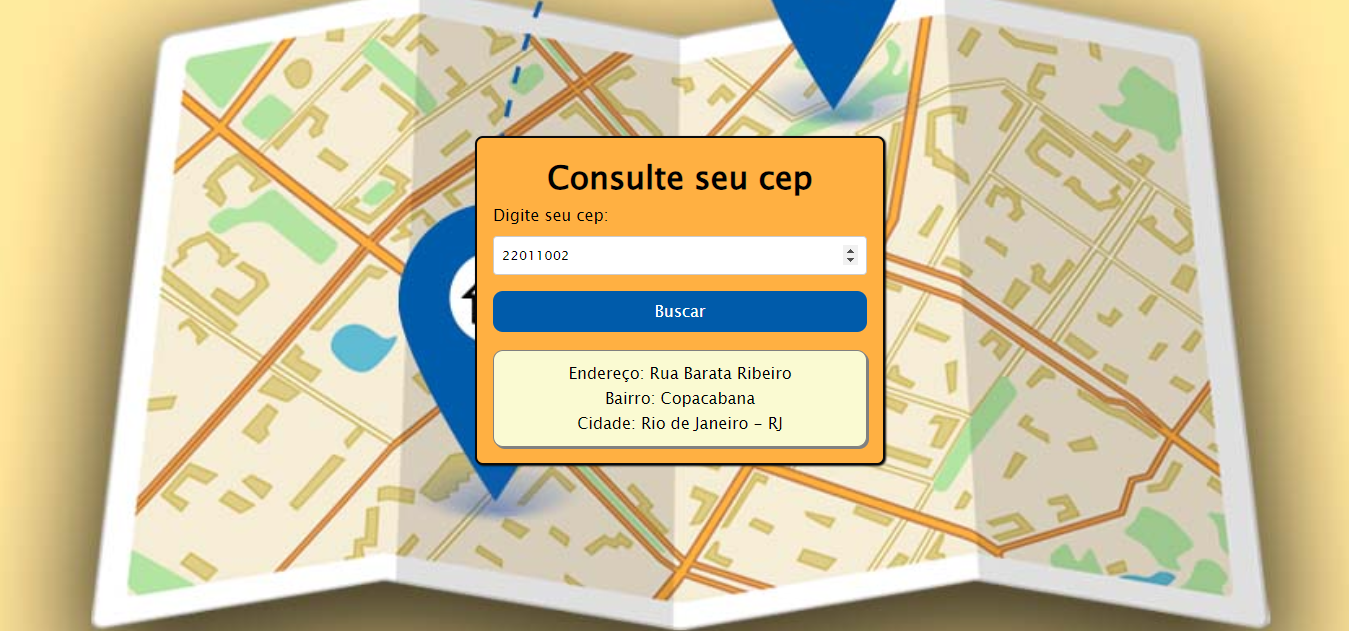 Consulte seu cep
Digite seu cep:
22011002
Buscar
Endereço: Rua Barata Ribeiro
Bairro: Copacabana
Cidade: Rio de Janeiro - RJ